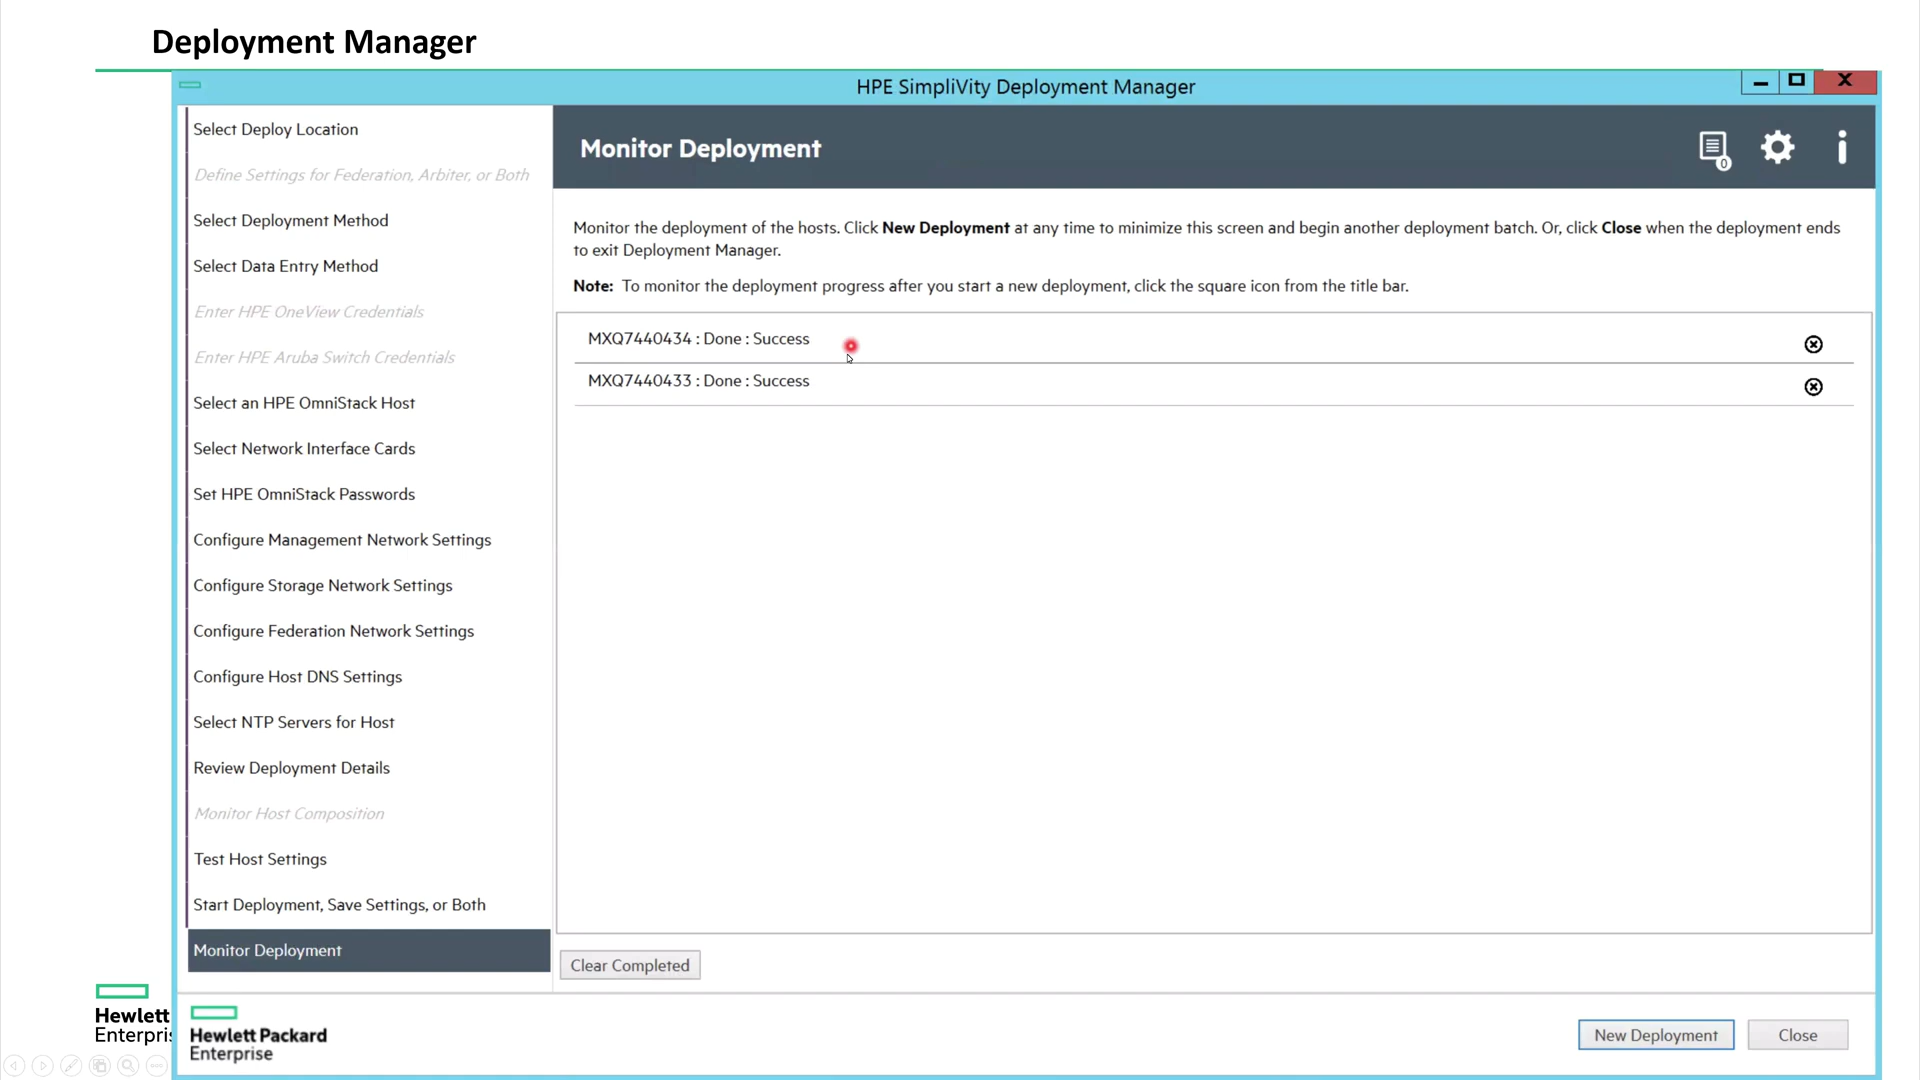 Deployment Manager
HPE SimpliVity Deployment Manager
Select Deploy Location
Define Settings for Federation, Arbiter, or Both
Select Deployment Method
Select Data Entry Method
Enter HPE OneView Credentials
Enter HPE Aruba Switch Credentials
Select an HPE OmniStack Host
Select Network Interface Cards
Set HPE OmniStack Passwords
Configure Management Network Settings
Configure Storage Network Settings
Configure Federation Network Settings
Configure Host DNS Settings
Select NTP Servers for Host
Review Deployment Details
Monitor Host Composition
Test Host Settings
Start Deployment, Save Settings, or Both
Monitor Deployment
Monitor Deployment
0
Monitor the deployment of the hosts. Click New Deployment at any time to minimize this screen and begin another deployment batch. Or, click Close when the deployment ends
to exit Deployment Manager.
Note: To monitor the deployment progress after you start a new deployment, click the square icon from the title bar.
MXQ7440434 : Done : Success
MXQ7440433 : Done : Success
Clear Completed
Hewlett
Enterpris
Hewlett Packard
Enterprise
New Deployment
Close